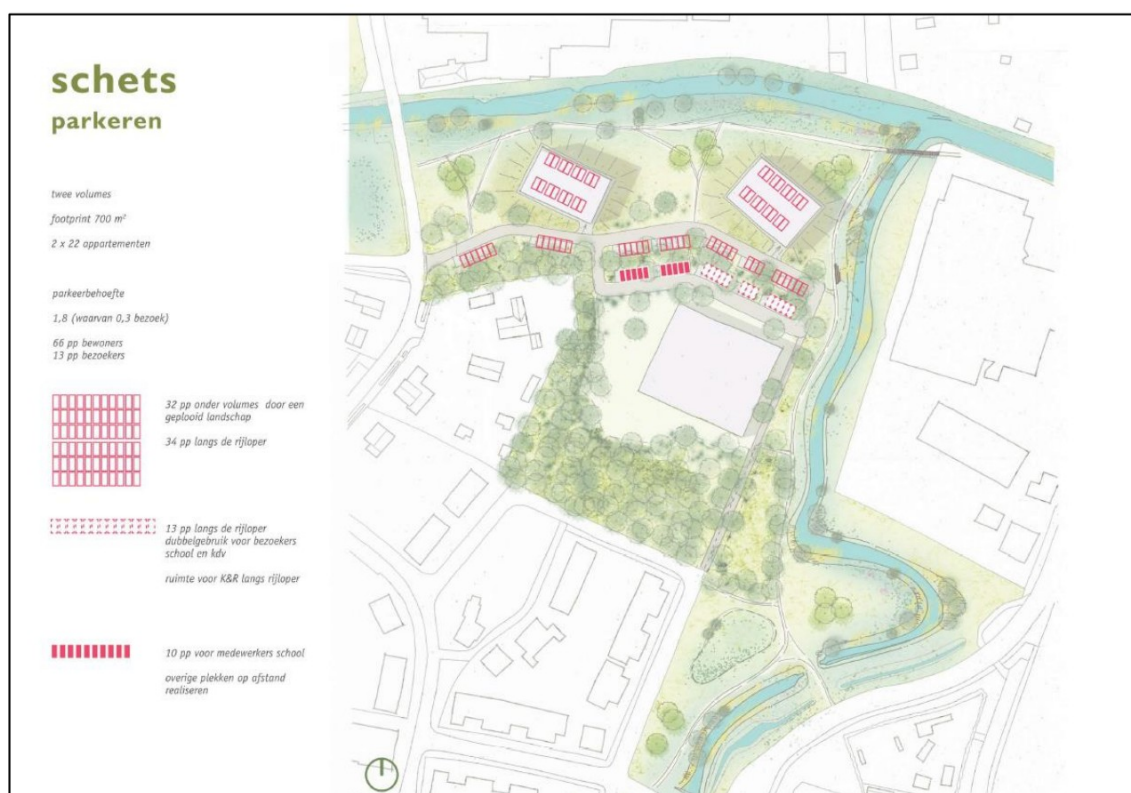 schets
parkeren
twee volumes
footprint 700 m²
2 x 22 appartementen
parkeerbehoefte
1,8 (waarvan 0,3 bezoek)
66 pp bewoners
13 pp bezoekers
32 pp onder volumes door een
geplooid landschap
34 pp langs de rijloper
13 pp langs de rijloper
dubbelgebruik voor bezoekers
school en kdv
ruimte voor K&R langs rijloper
10 pp voor medewerkers school
overige plekken op afstand
realiseren